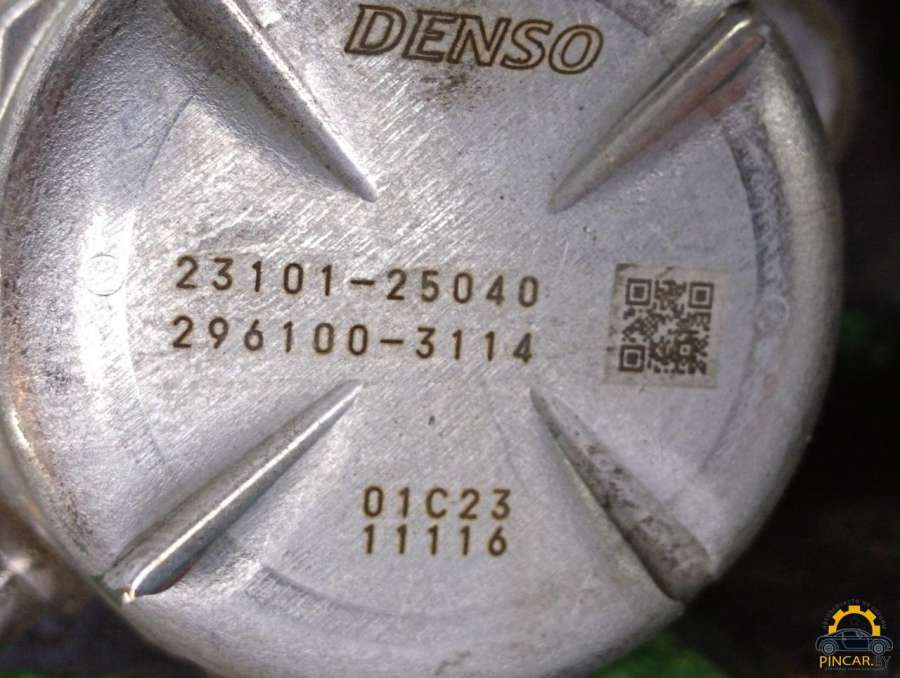 DENSO
23101-25040
296100-3114
01C23
11116
PINCAR.BY